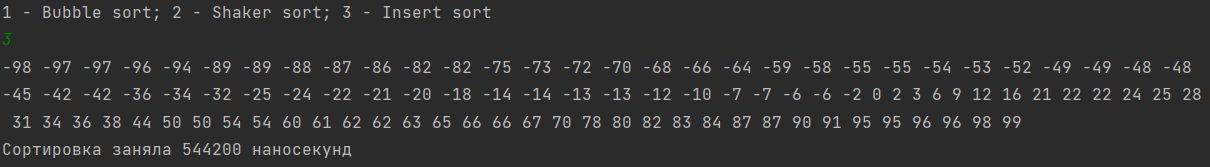 1 - Bubble sort; 2 - Shaker sort; 3 - Insert sort
3
-98 -97 -97 -96 -94 -89 -89 -88 -87 -86 -82 -82 -75 -73 -72 -70 -68 -66 -64 -59 -58 -55 -55 -54 -53 -52 -49 -49 -48 -48
-45 -42 -42 -36 -34 -32 -25 -24 -22 -21 -20 -18 -14 -14 -13 -13 -12 -10 -7 -7 -6 -6 -2 0 2 3 6 9 12 16 21 22 22 24 25 28
31 34 36 38 44 50 50 54 54 60 61 62 62 63 65 66 66 67 70 78 80 82 83 84 87 87 90 91 95 95 96 96 98 99
Сортировка заняла 544200 наносекунд